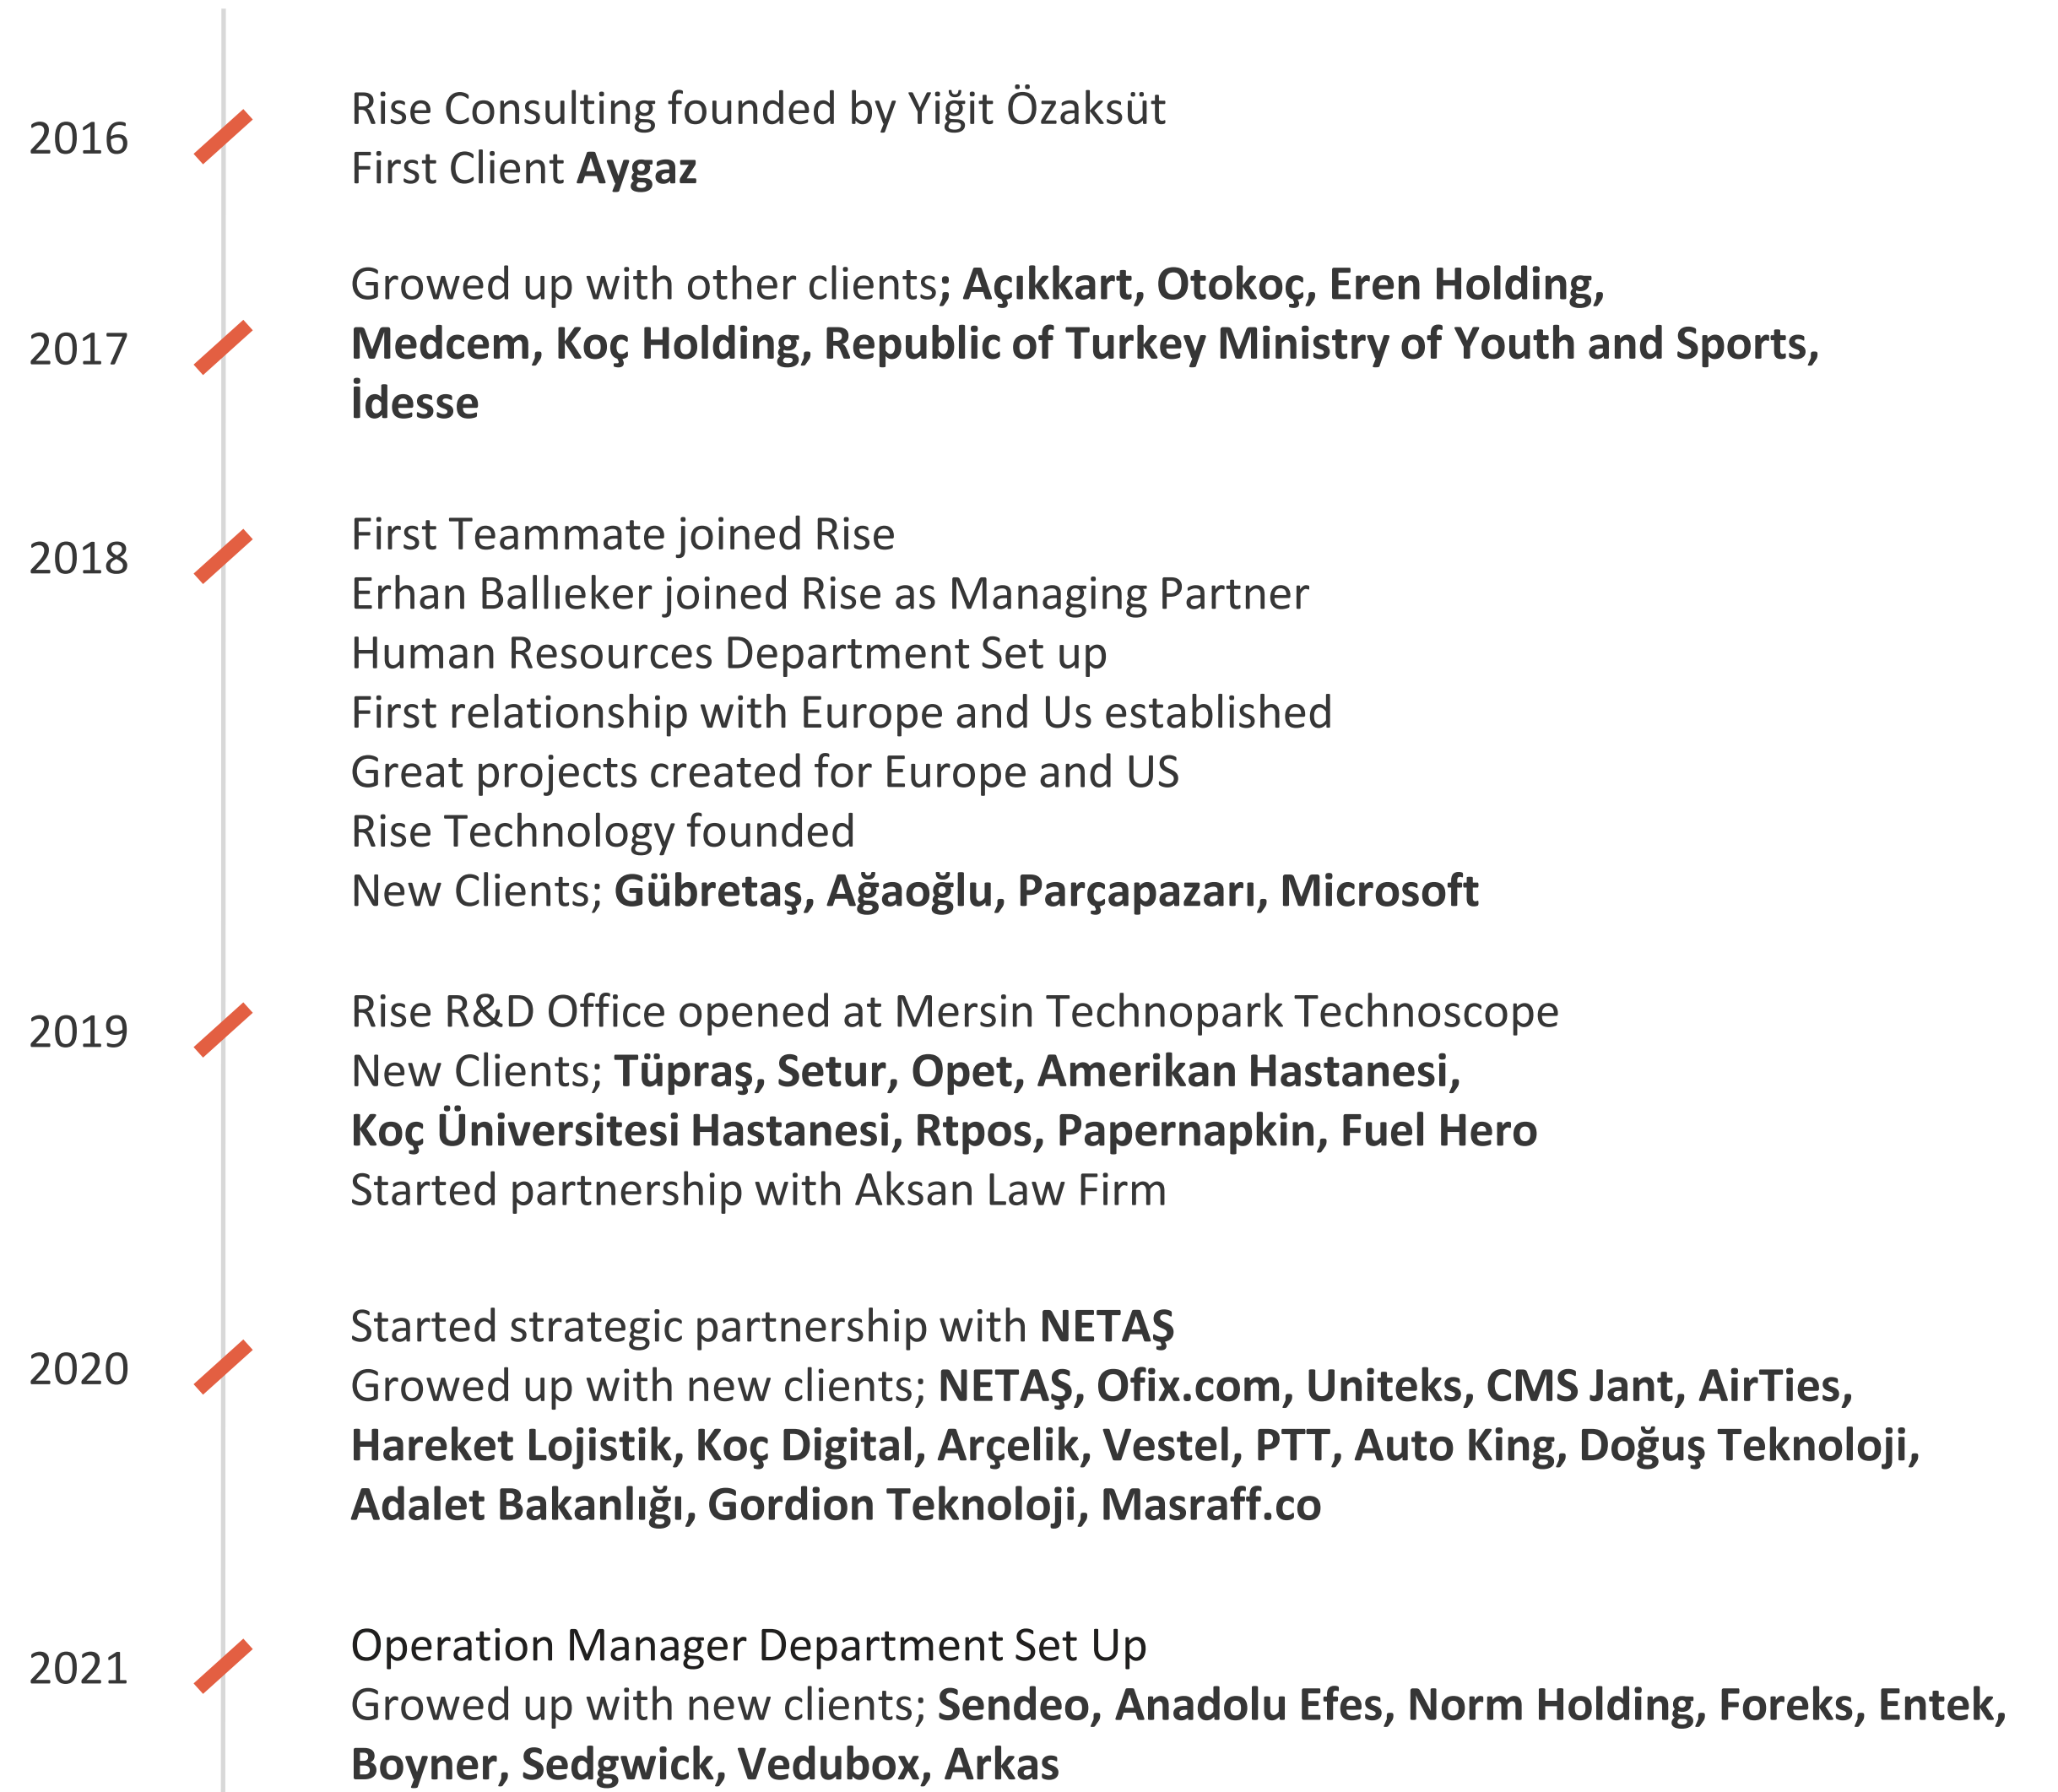 2016
Rise Consulting founded by Yiğit Özaksüt
First Client Aygaz
2017
Growed up with other clients; Açıkkart, Otokoç, Eren Holding,
Medcem, Koç Holding, Republic of Turkey Ministry of Youth and Sports,
İdesse
2018
First Teammate joined Rise
Erhan Ballıeker joined Rise as Managing Partner
Human Resources Department Set up
First relationship with Europe and Us established
Great projects created for Europe and US
Rise Technology founded
New Clients; Gübretaş, Ağaoğlu, Parçapazarı, Microsoft
2019
Rise R&D Office opened at Mersin Technopark Technoscope
New Clients; Tüpraş, Setur, Opet, Amerikan Hastanesi,
Koç Üniversitesi Hastanesi, Rtpos, Papernapkin, Fuel Hero
Started partnership with Aksan Law Firm
2020
Started strategic partnership with NETAŞ
Growed up with new clients; NETAŞ, Ofix.com, Uniteks, CMS Jant, AirTies,
Hareket Lojistik, Koç Digital, Arçelik, Vestel, PTT, Auto King, Doğuş Teknoloji,
Adalet Bakanlığı, Gordion Teknoloji, Masraff.co
2021
Operation Manager Department Set Up
Growed up with new clients; Sendeo, Anadolu Efes, Norm Holding, Foreks, Entek,
Boyner, Sedgwick, Vedubox, Arkas